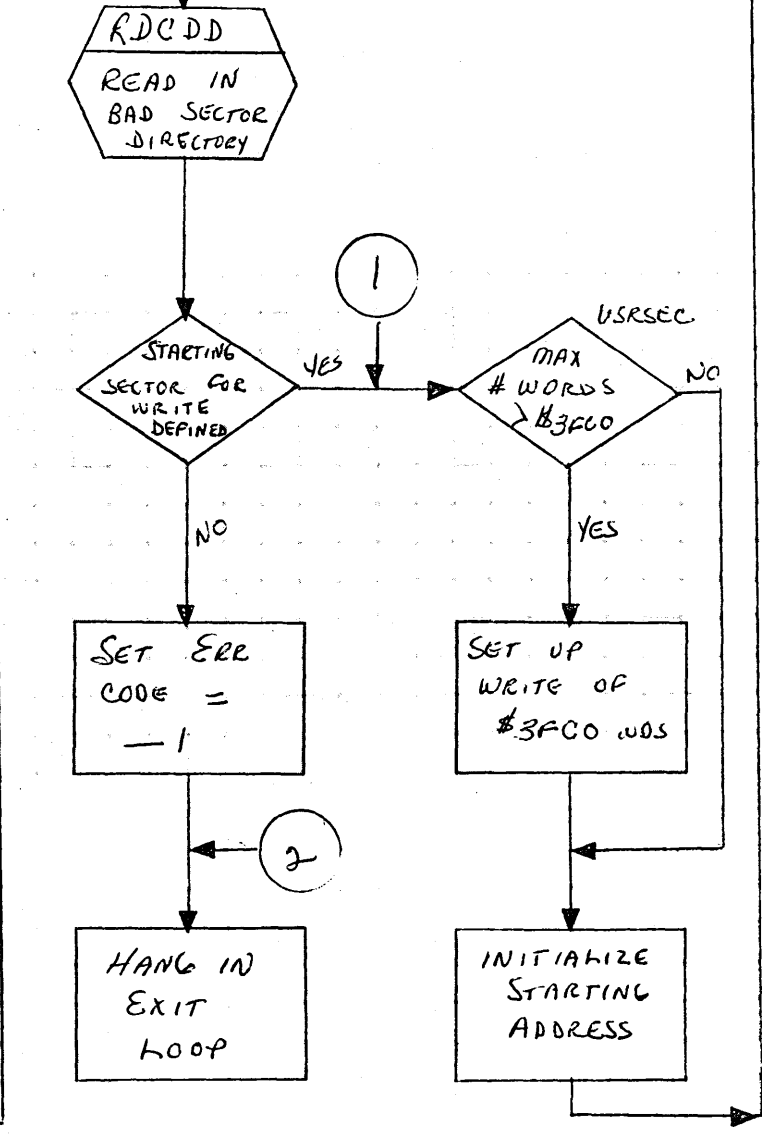 RDCDD
READ IN
BAD SECTOR
DIRECTORY
1
STARTING
SECTOR FOR
WRITE
DEFINED
YES
USRSEC
MAX
# WORDS
> $3FC0
NO
NO
YES
SET ERR
CODE =
-1
SET UP
WRITE OF
$3FC0 WDS
2
HANG IN
EXIT
LOOP
INITIALIZE
STARTING
ADDRESS